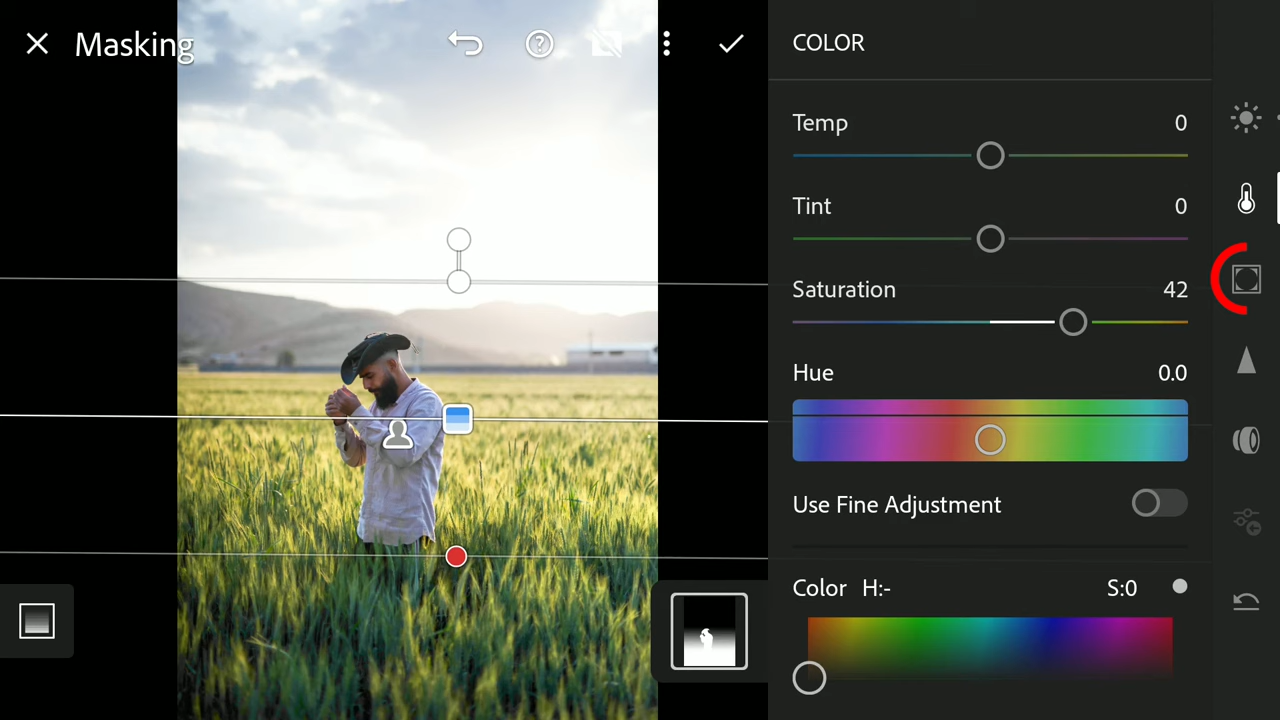 Masking
COLOR
Temp 0
Tint 0
Saturation 42
Hue 0.0
Use Fine Adjustment
Color H:- S:0